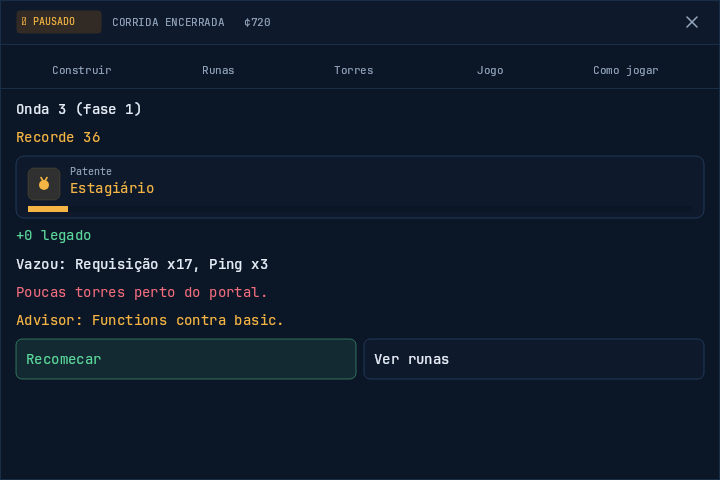 PAUSADO CORRIDA ENCERRADA $720
Construir Runas Torres Jogo Como jogar
Onda 3 (fase 1)
Recorde 36
Patente
Estagiário
+0 legado
Vazou: Requisição x17, Ping x3
Poucas torres perto do portal.
Advisor: Functions contra basic.
Recomecar Ver runas